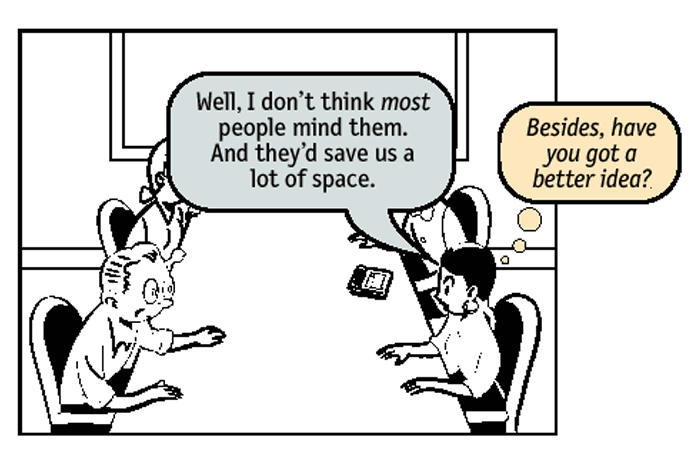 Well, I don't think most
people mind them.
And they'd save us a
lot of space.
Besides, have
you got a
better idea?